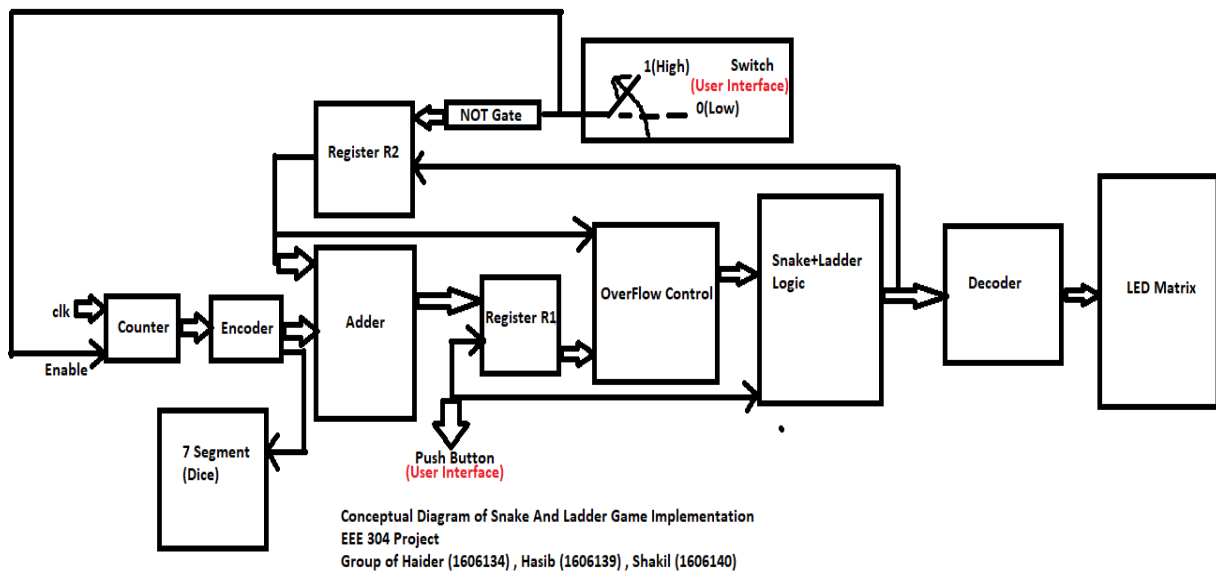 1(High)
Switch
(User Interface)
0(Low)
NOT Gate
Register R2
Snake+Ladder
Logic
Decoder
LED Matrix
OverFlow Control
clk
Counter
Encoder
Adder
Register R1
Enable
7 Segment
(Dice)
Push Button
(User Interface)
Conceptual Diagram of Snake And Ladder Game Implementation
EEE 304 Project
Group of Haider (1606134) , Hasib (1606139) , Shakil (1606140)